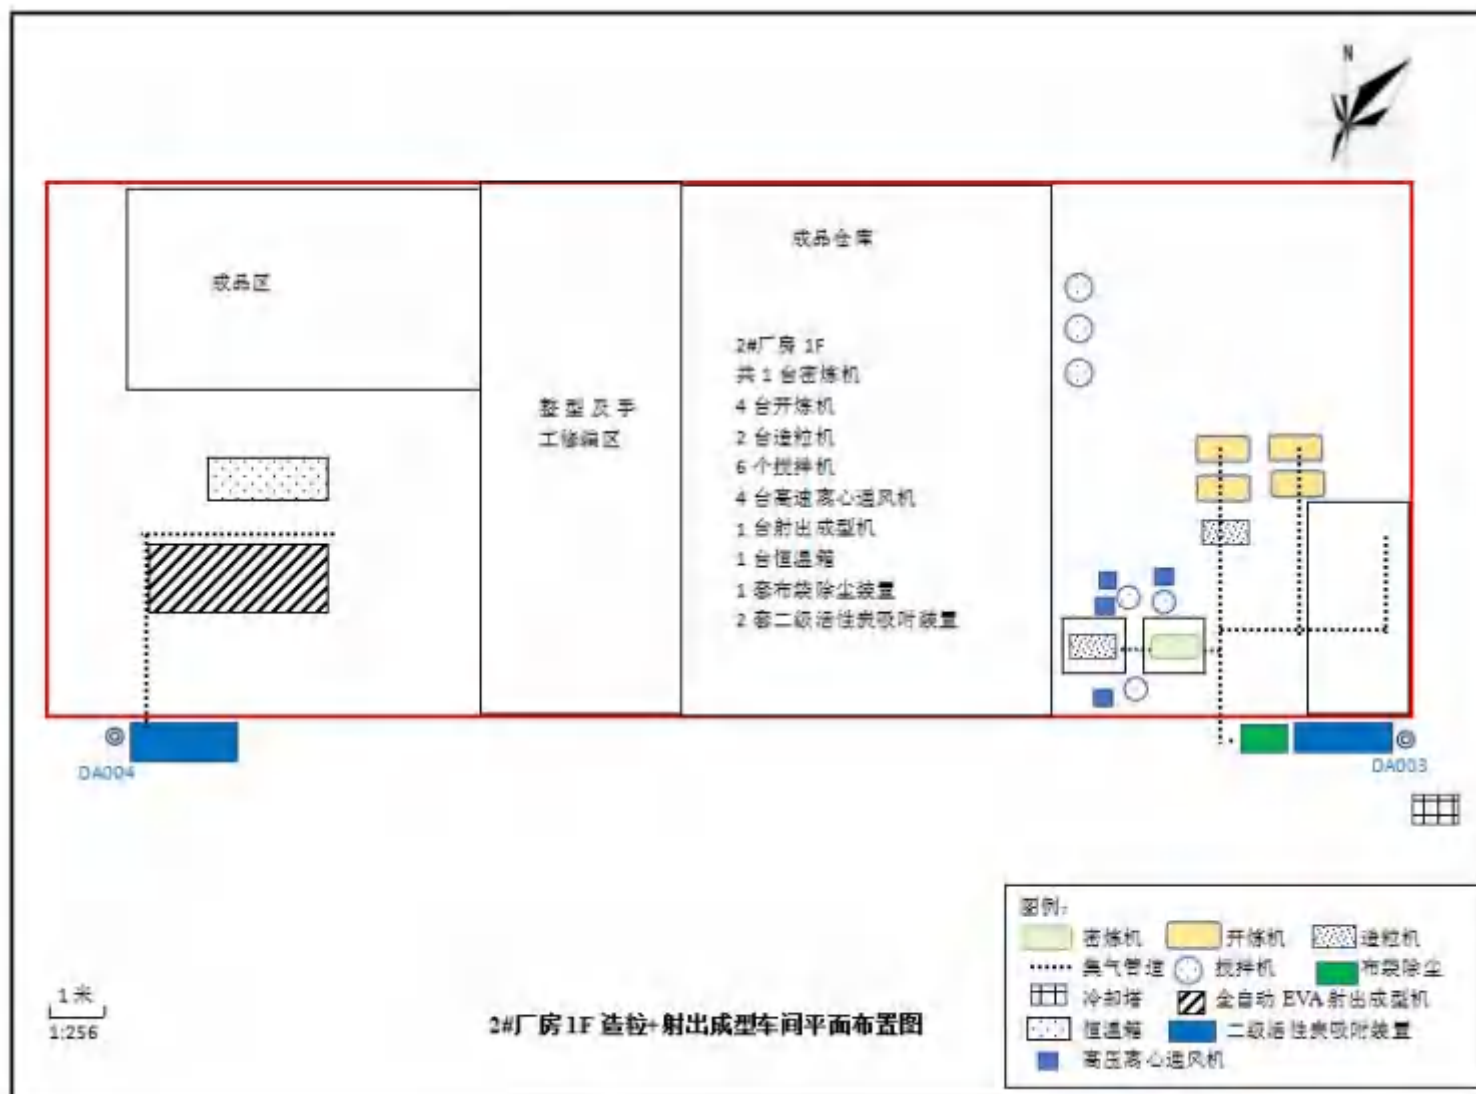 N
成品仓库
成品区
2#厂房 1F
共 1 台密炼机
4 台开炼机
2 台造粒机
6 个搅拌机
4 台高速离心通风机
1 台射出成型机
1 台恒温箱
1 套布袋除尘装置
2 套二级活性炭吸附装置
整型及手
工修编区
DA004
DA003
图例:
密炼机 开炼机 造粒机
集气管道 搅拌机 布袋除尘
冷却塔 全自动 EVA 射出成型机
恒温箱 二级活性炭吸附装置
高压离心通风机
1 米
1:256
2#厂房 1F 造粒+射出成型车间平面布置图